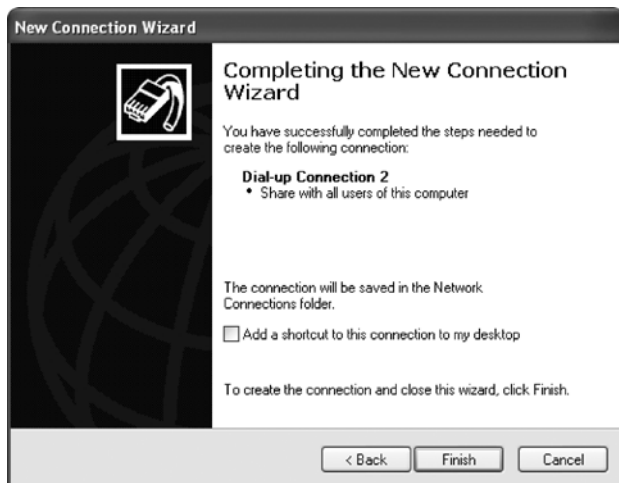 New Connection Wizard
Completing the New Connection
Wizard
You have successfully completed the steps needed to
create the following connection:
Dial-up Connection 2
• Share with all users of this computer
The connection will be saved in the Network
Connections folder.
Add a shortcut to this connection to my desktop
To create the connection and close this wizard, click Finish.
< Back Finish Cancel